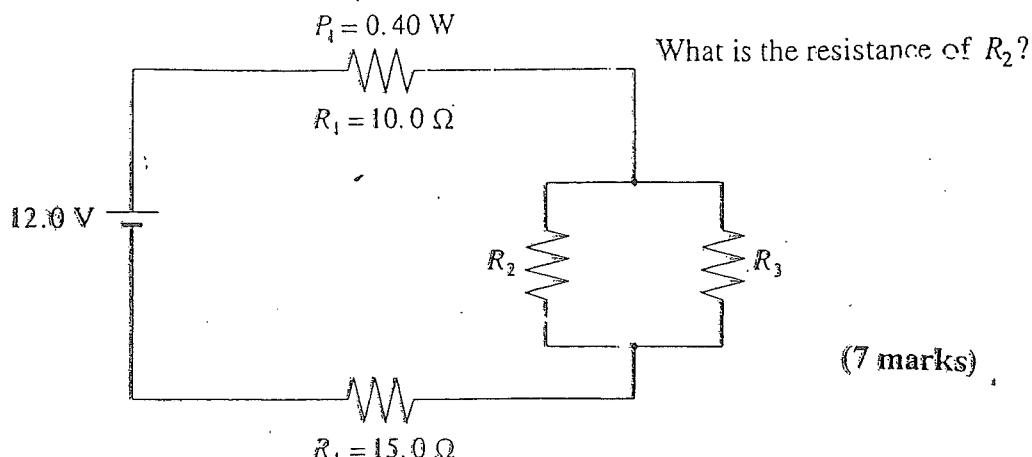 P₁ = 0.40 W
What is the resistance of R₂?
R₁ = 10.0 Ω
12.0 V
R₂
R₃
(7 marks)
= 15.0 Ω